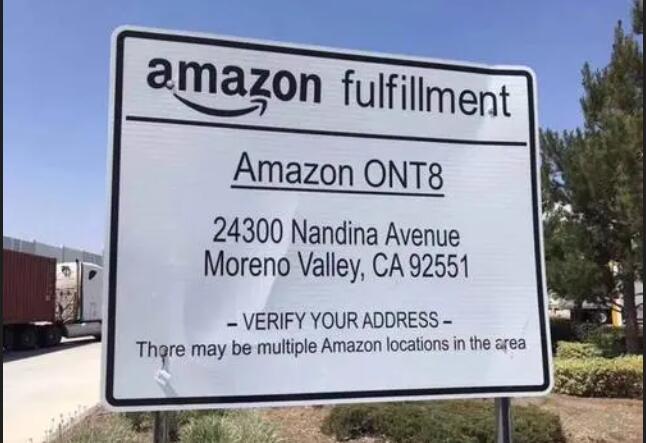 amazon fulfillment
Amazon ONT8
24300 Nandina Avenue
Moreno Valley, CA 92551
– VERIFY YOUR ADDRESS –
There may be multiple Amazon locations in the area